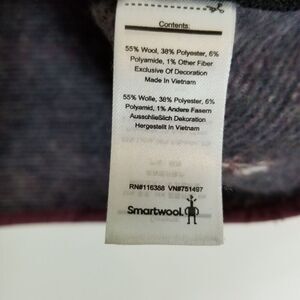 Contents:
55% Wool, 38% Polyester, 6%
Polyamide, 1% Other Fiber
Exclusive Of Decoration
Made In Vietnam
55% Wolle, 38% Polyester, 6%
Polyamid, 1% Andere Fasern
Ausschließlich Dekoration
Hergestellt In Vietnam
RN#116388 VN#751497
Smartwool